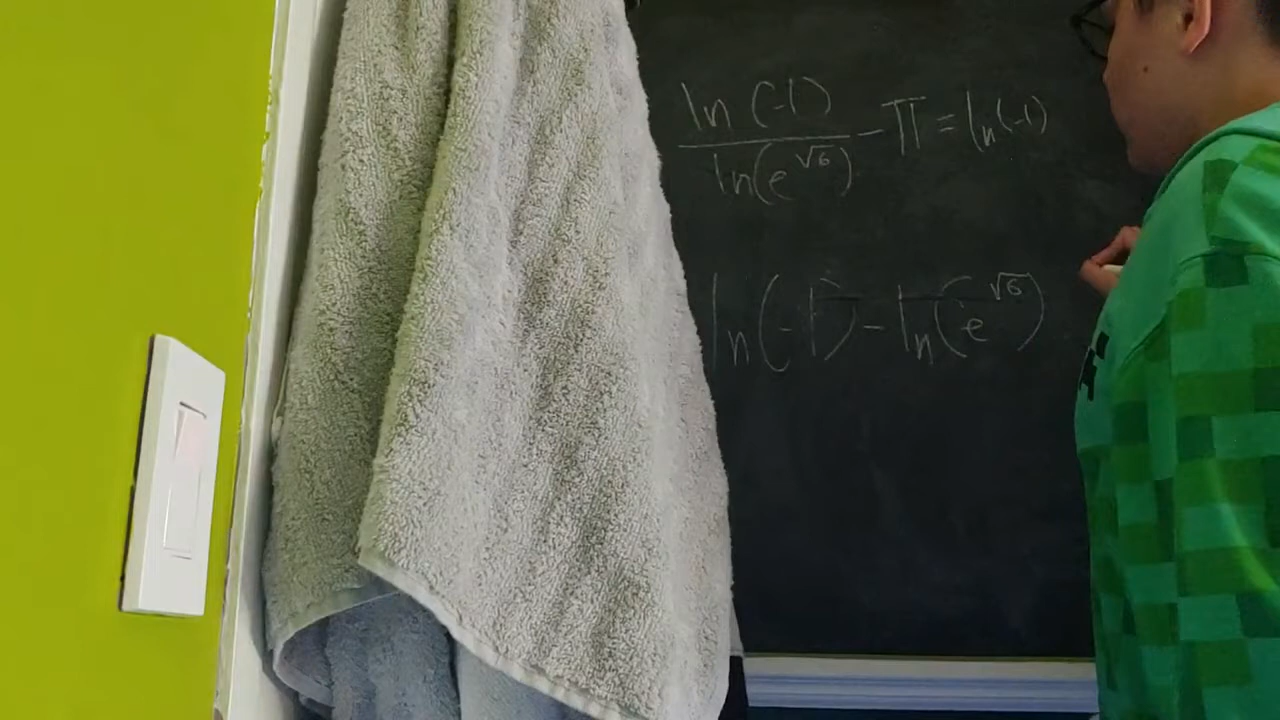 ln(-1)
ln(e^√6) - π = ln(-1)
ln(-1) - ln(e^√6)